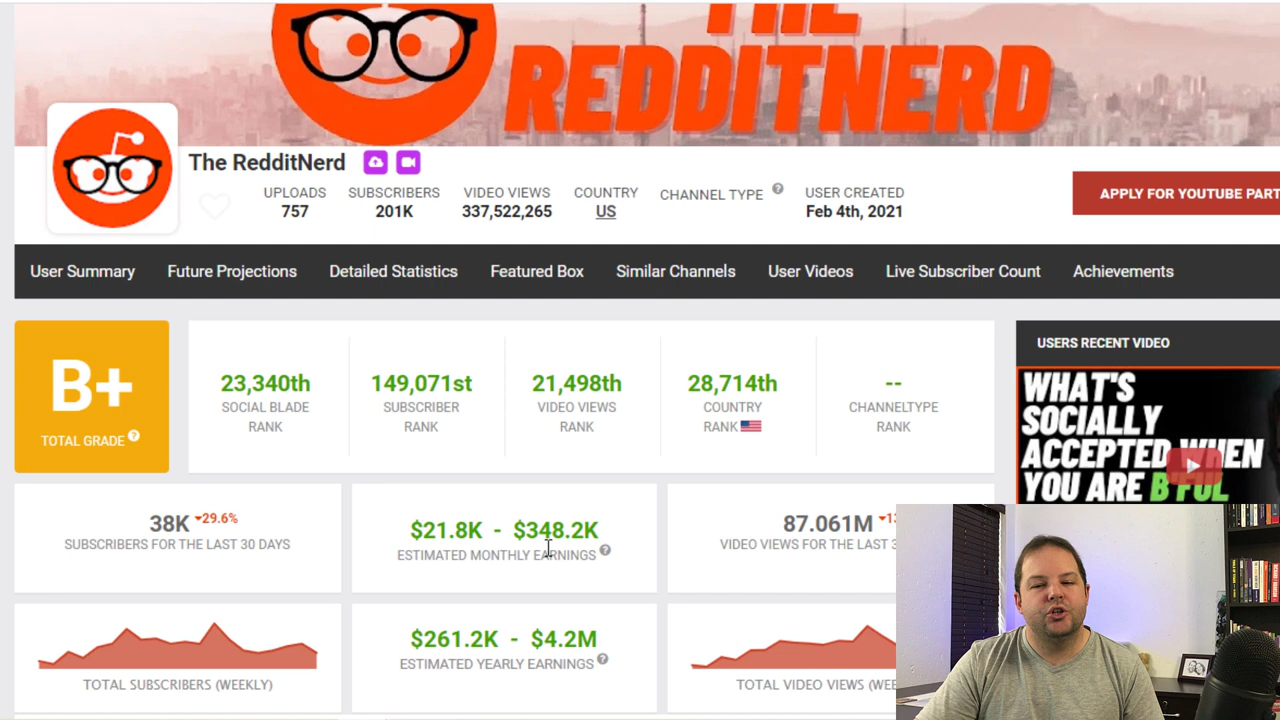 THE
REDDITNERD
The RedditNerd
UPLOADS
757
SUBSCRIBERS
201K
VIDEO VIEWS
337,522,265
COUNTRY
US
CHANNEL TYPE ?
USER CREATED
Feb 4th, 2021
APPLY FOR YOUTUBE PART
User Summary Future Projections Detailed Statistics Featured Box Similar Channels User Videos Live Subscriber Count Achievements
B+
TOTAL GRADE ?
23,340th
SOCIAL BLADE
RANK
149,071st
SUBSCRIBER
RANK
21,498th
VIDEO VIEWS
RANK
28,714th
COUNTRY
RANK
--
CHANNELTYPE
RANK
USERS RECENT VIDEO
WHAT'S
SOCIALLY
ACCEPTED WHEN
YOU ARE
38K 29.6%
SUBSCRIBERS FOR THE LAST 30 DAYS
$21.8K - $348.2K
ESTIMATED MONTHLY EARNINGS ?
87.061M
VIDEO VIEWS FOR THE LAST
TOTAL SUBSCRIBERS (WEEKLY)
$261.2K - $4.2M
ESTIMATED YEARLY EARNINGS ?
TOTAL VIDEO VIEWS